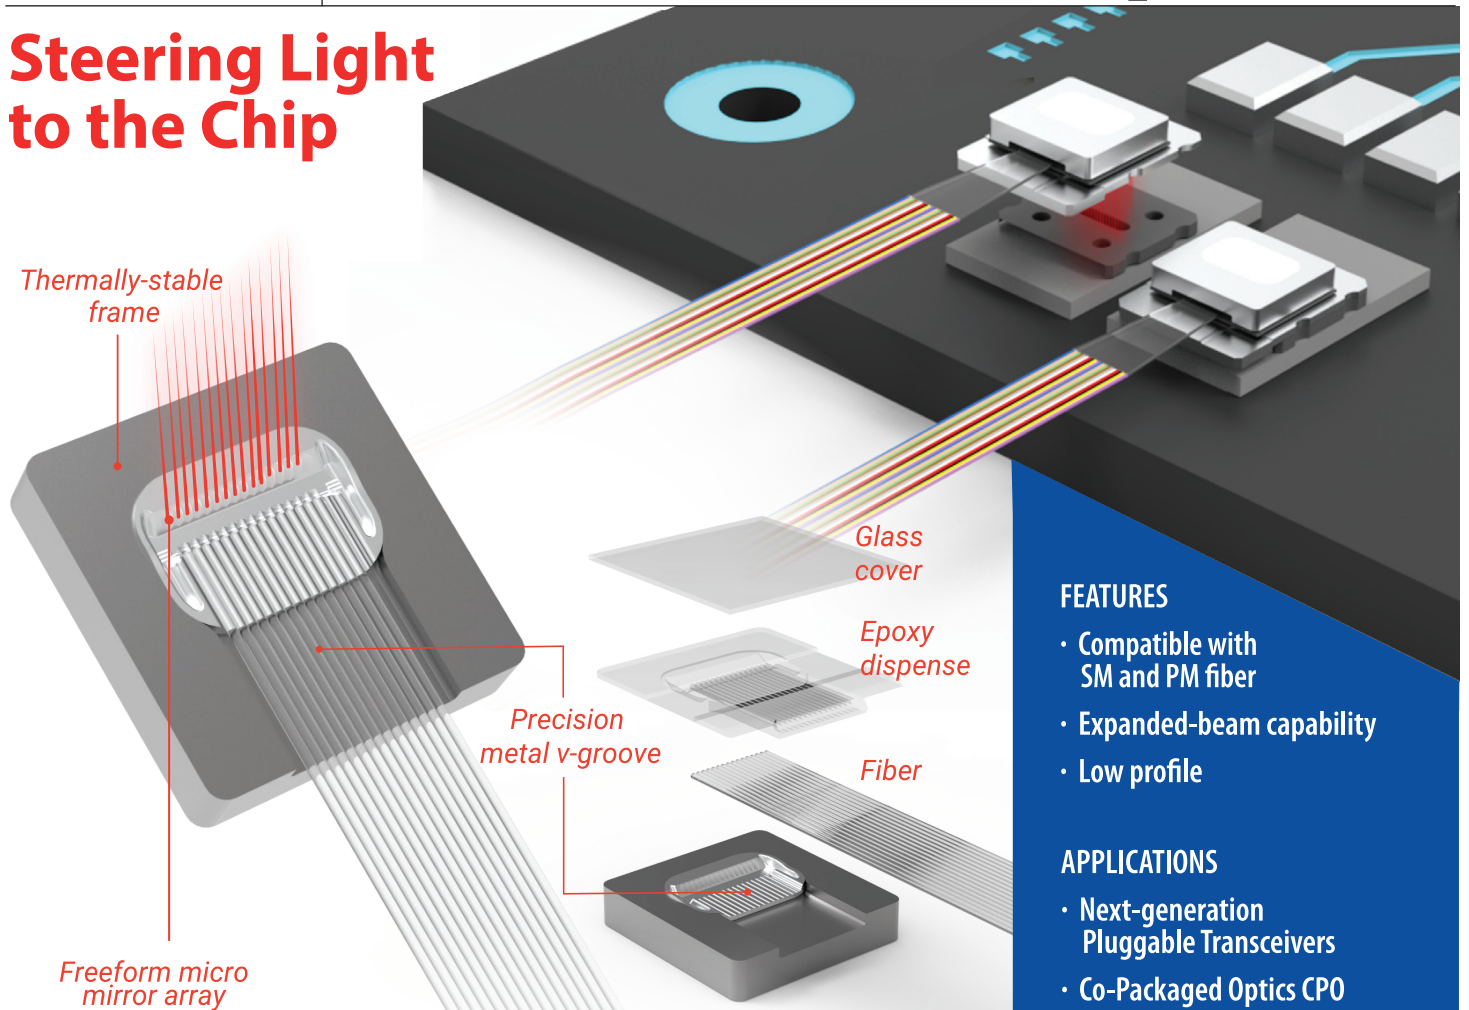 Steering Light
to the Chip
Thermally-stable
frame
Glass
cover
Epoxy
dispense
Precision
metal v-groove
Fiber
Freeform micro
mirror array
FEATURES
· Compatible with
SM and PM fiber
· Expanded-beam capability
· Low profile
APPLICATIONS
· Next-generation
Pluggable Transceivers
· Co-Packaged Optics CPO